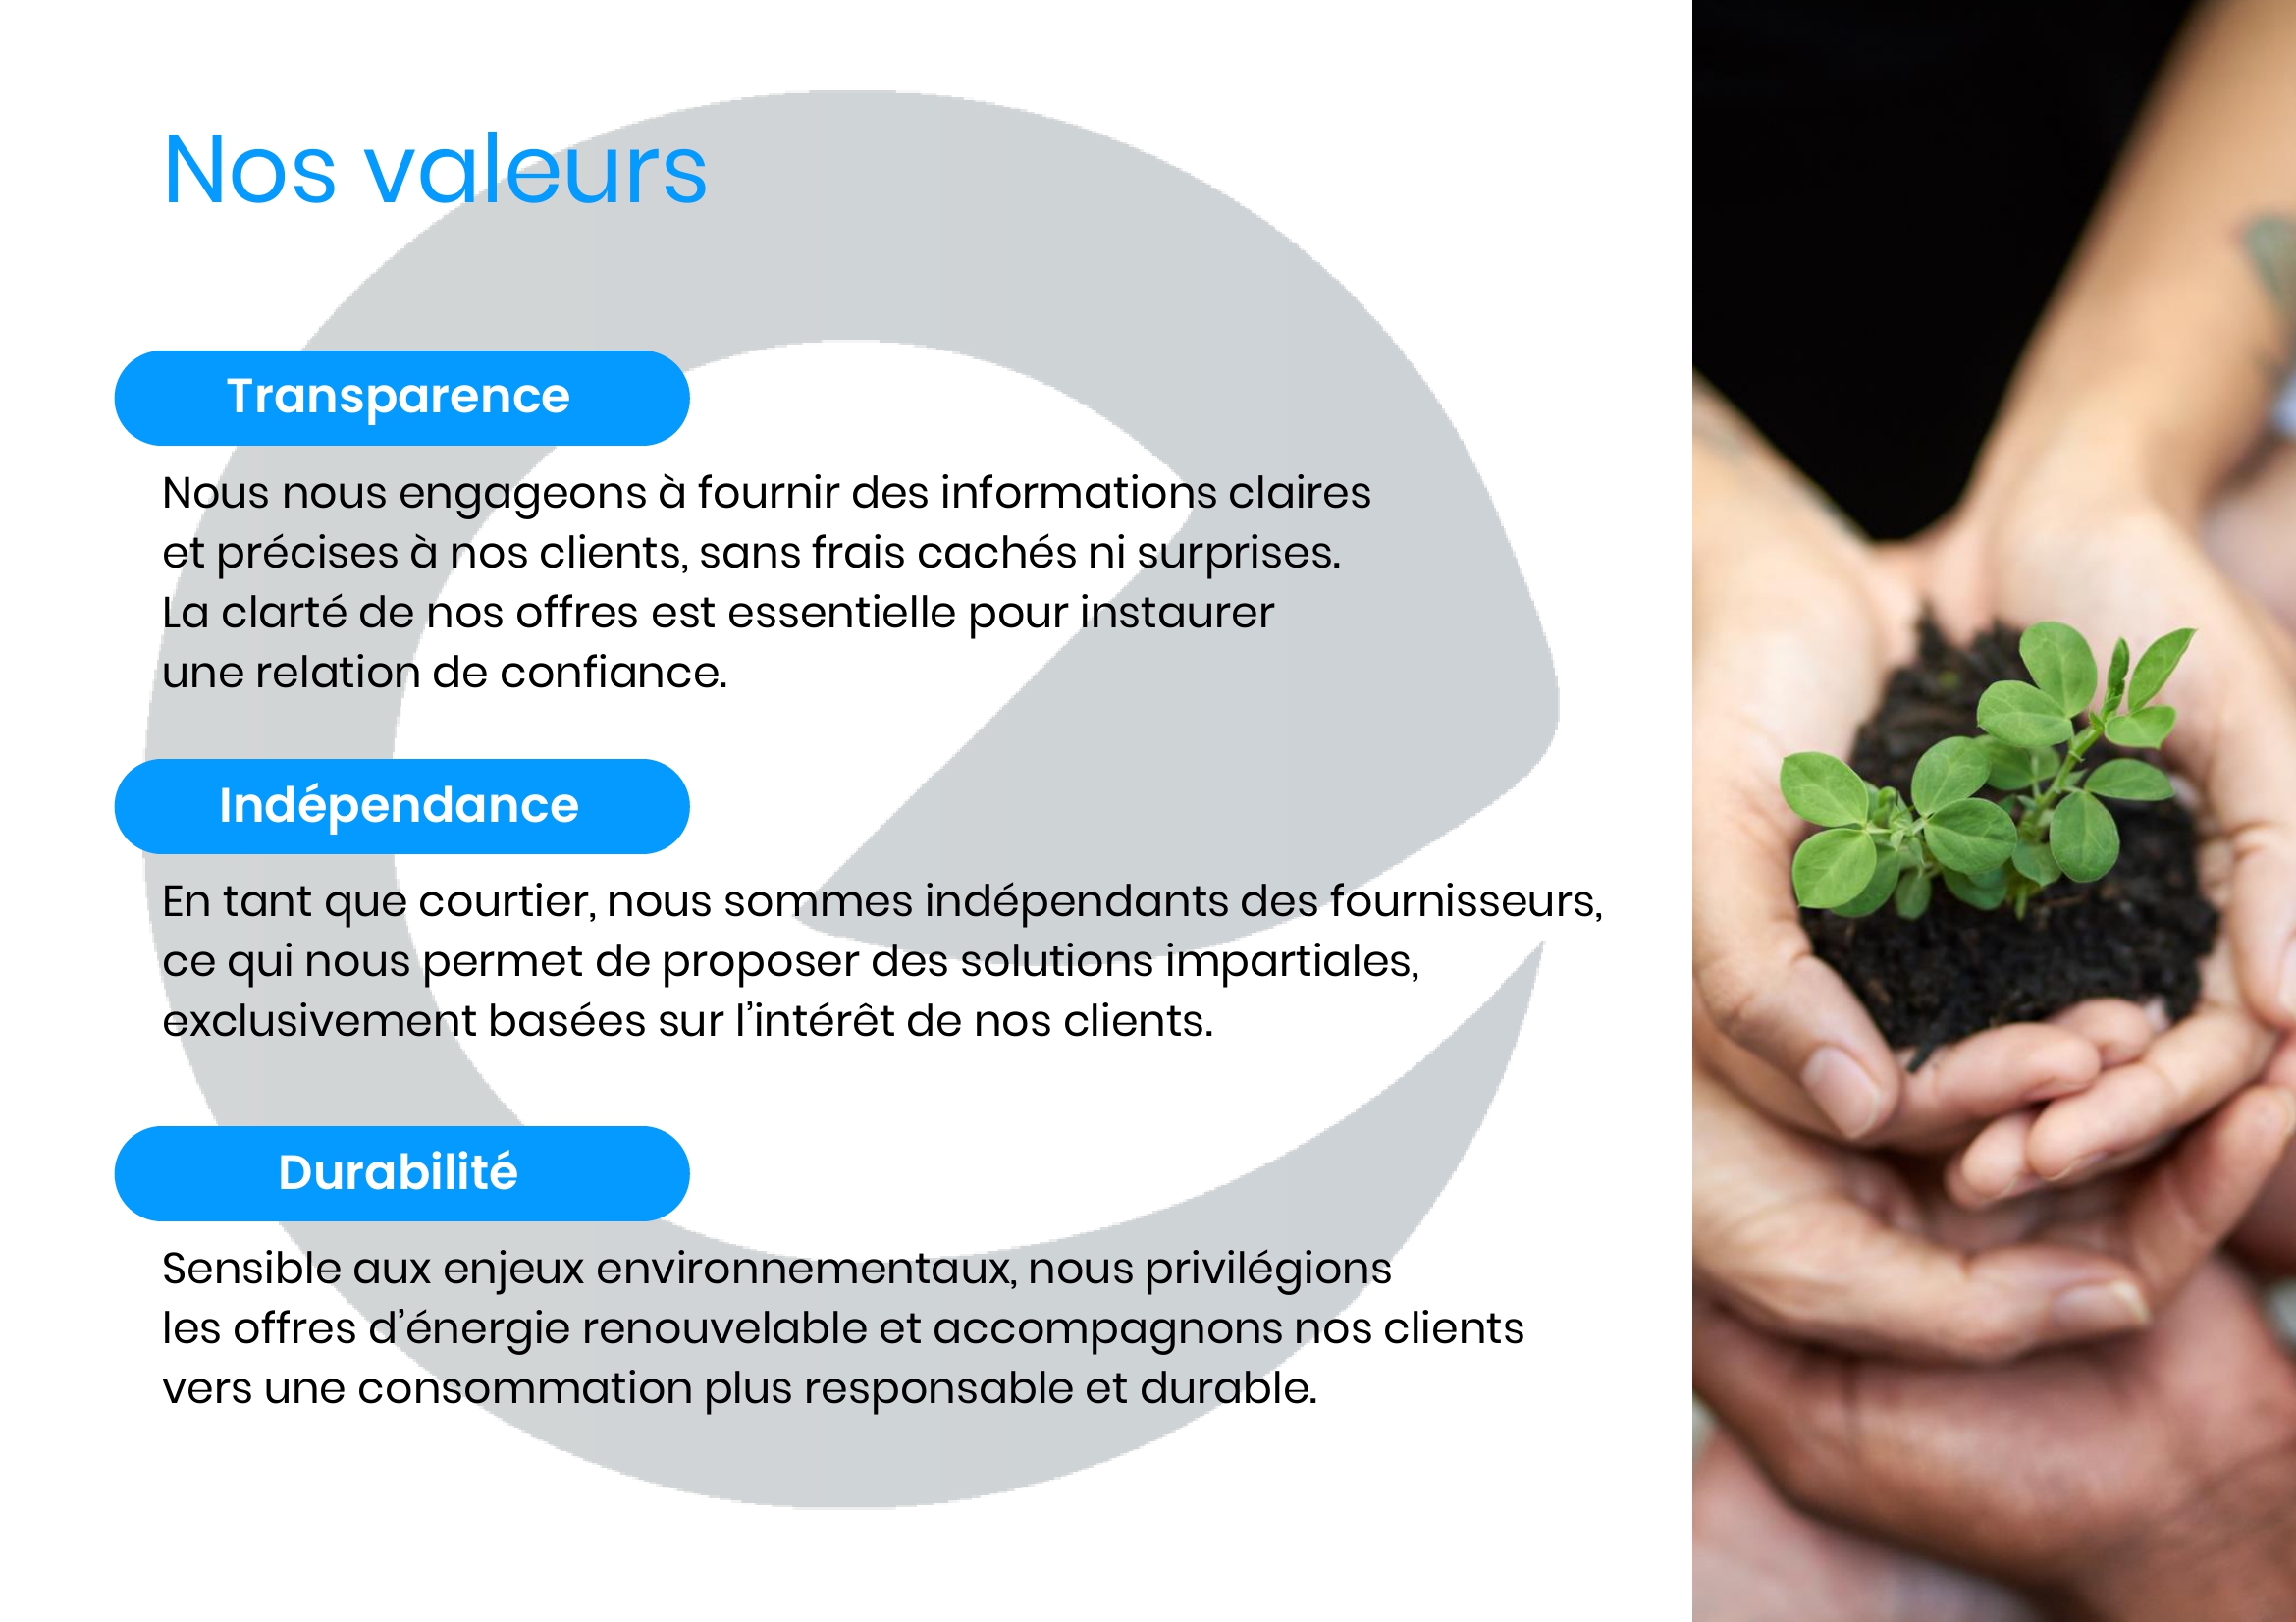 Nos valeurs
Transparence
Nous nous engageons à fournir des informations claires
et précises à nos clients, sans frais cachés ni surprises.
La clarté de nos offres est essentielle pour instaurer
une relation de confiance.
Indépendance
En tant que courtier, nous sommes indépendants des fournisseurs,
ce qui nous permet de proposer des solutions impartiales,
exclusivement basées sur l’intérêt de nos clients.
Durabilité
Sensible aux enjeux environnementaux, nous privilégions
les offres d’énergie renouvelable et accompagnons nos clients
vers une consommation plus responsable et durable.